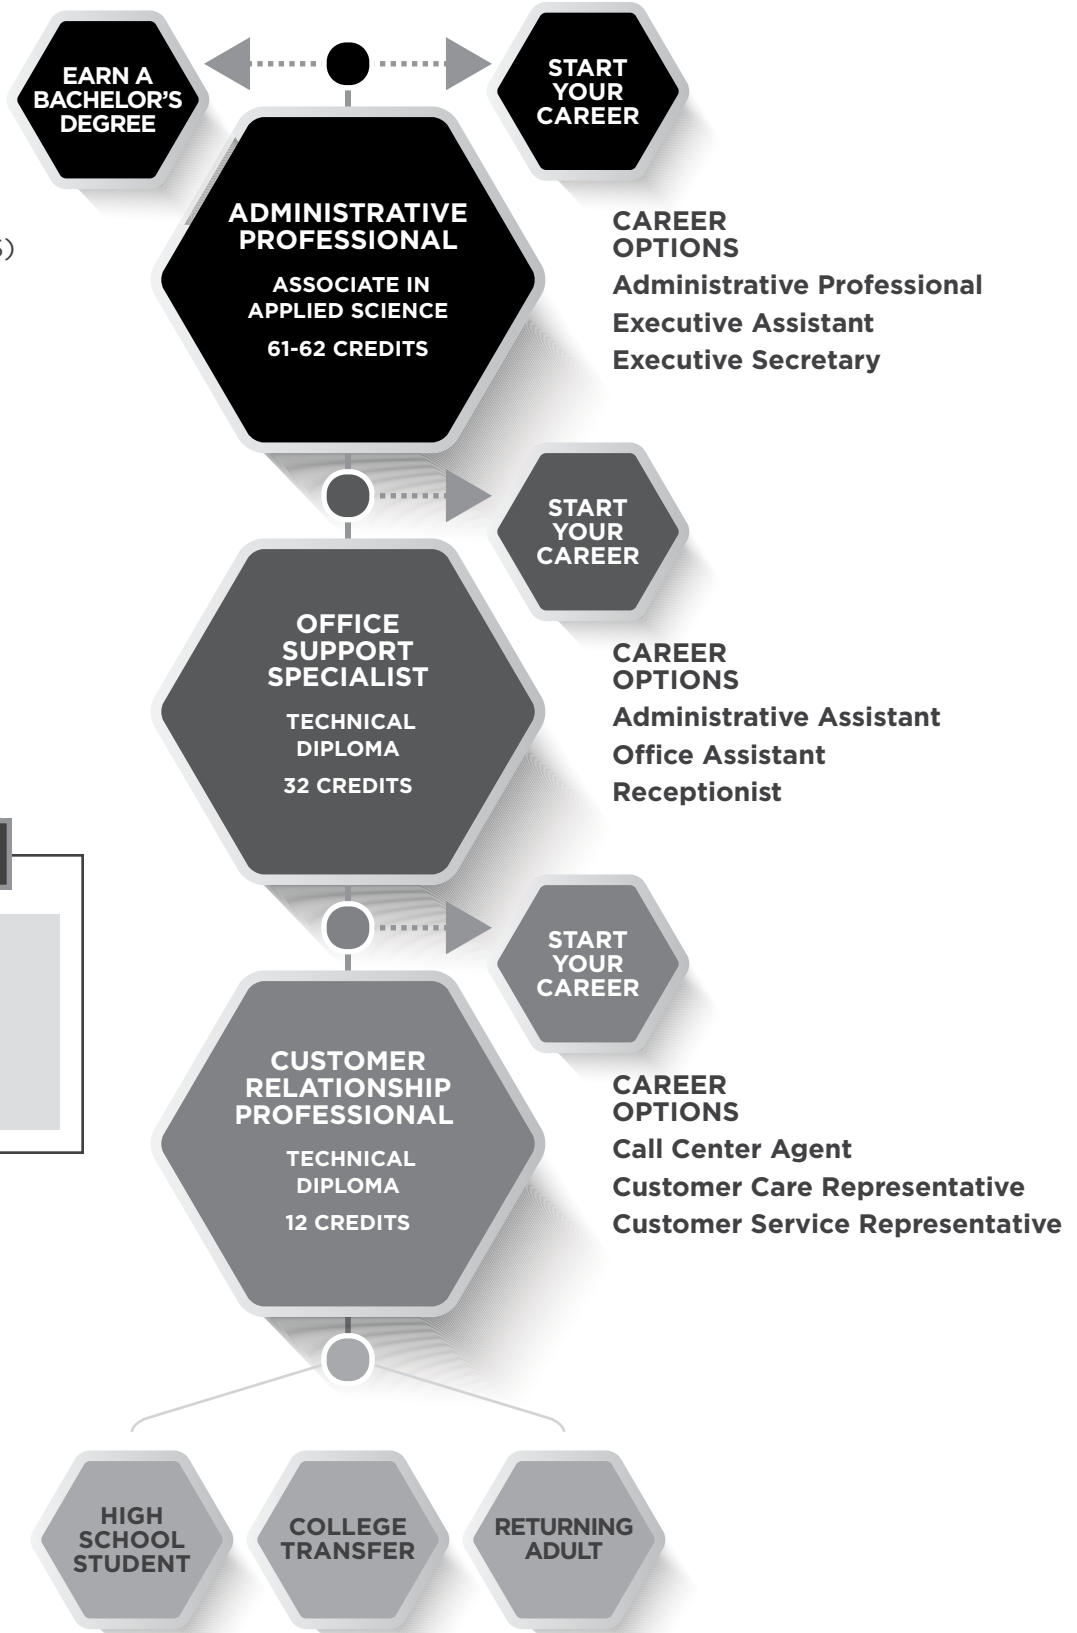 EARN A
BACHELOR'S
DEGREE
START
YOUR
CAREER
ADMINISTRATIVE
PROFESSIONAL
ASSOCIATE IN
APPLIED SCIENCE
61-62 CREDITS
S)
CAREER
OPTIONS
Administrative Professional
Executive Assistant
Executive Secretary
START
YOUR
CAREER
OFFICE
SUPPORT
SPECIALIST
TECHNICAL
DIPLOMA
32 CREDITS
CAREER
OPTIONS
Administrative Assistant
Office Assistant
Receptionist
START
YOUR
CAREER
CUSTOMER
RELATIONSHIP
PROFESSIONAL
TECHNICAL
DIPLOMA
12 CREDITS
CAREER
OPTIONS
Call Center Agent
Customer Care Representative
Customer Service Representative
HIGH
SCHOOL
STUDENT
COLLEGE
TRANSFER
RETURNING
ADULT